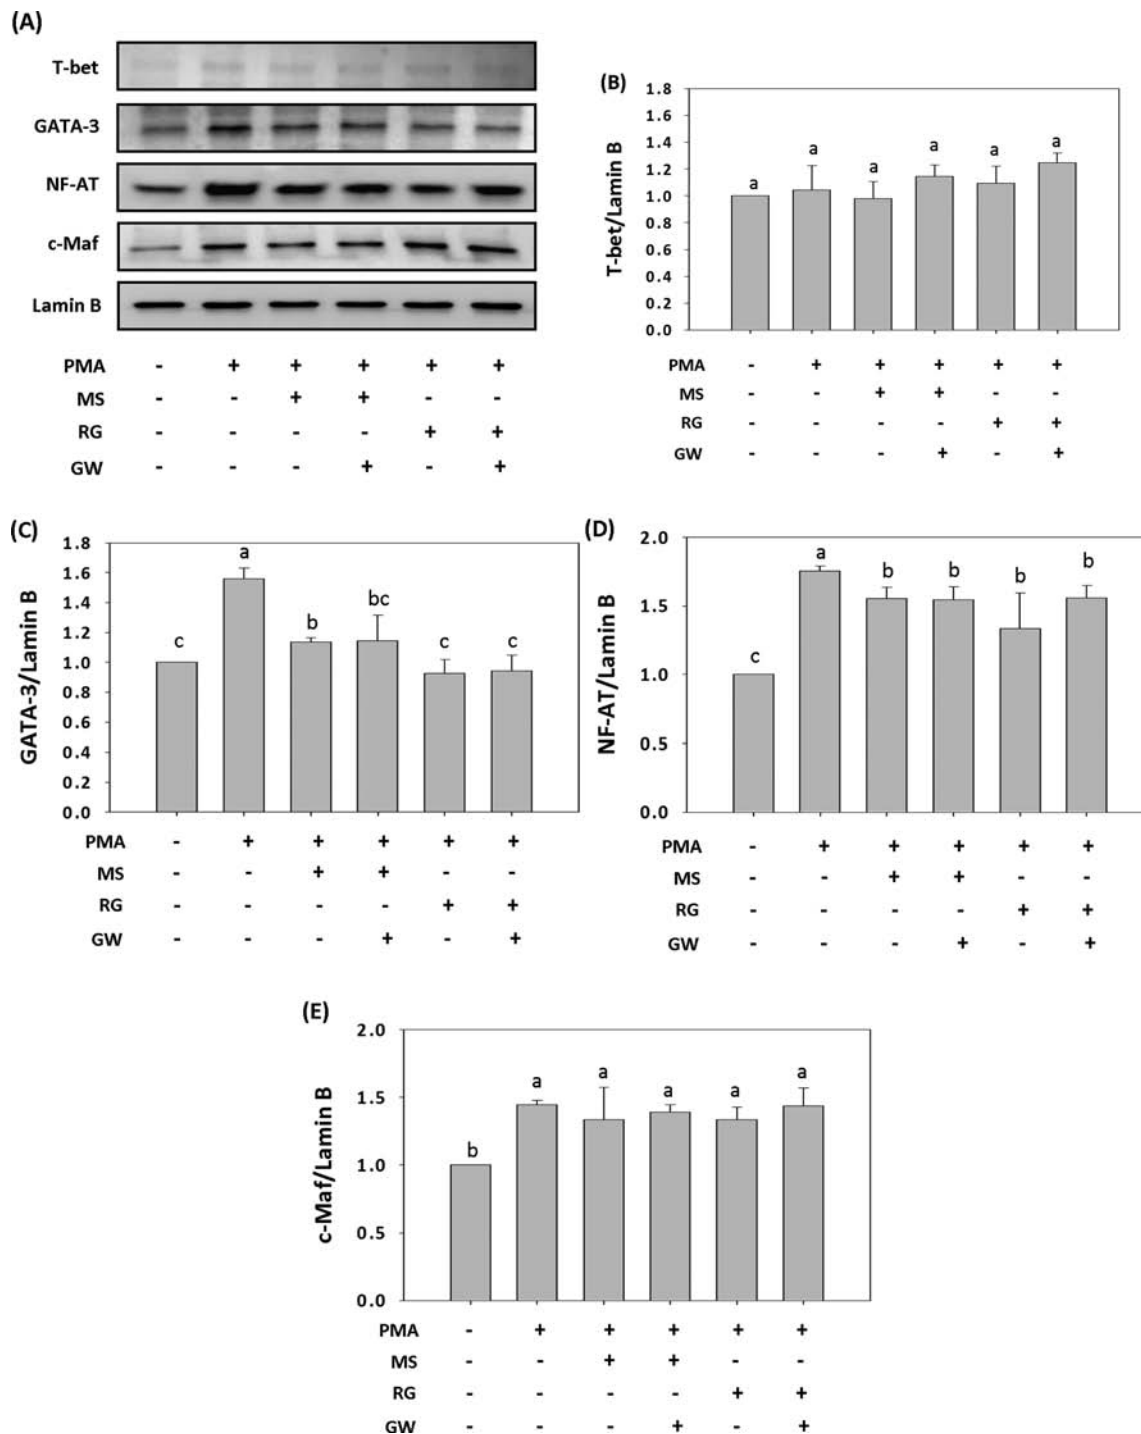 (A)
T-bet
GATA-3
NF-AT
c-Maf
Lamin B
PMA - + + + + +
MS - - + + - -
RG - - - - + +
GW - - - + - +
(B)
T-bet/Lamin B
1.8
1.6
1.4
1.2
1.0
0.8
0.6
0.4
0.2
0.0
a a a a a a
PMA - + + + + +
MS - - + + - -
RG - - - - + +
GW - - - + - +
(C)
GATA-3/Lamin B
1.8
1.6
1.4
1.2
1.0
0.8
0.6
0.4
0.2
0.0
c a b bc c c
PMA - + + + + +
MS - - + + - -
RG - - - - + +
GW - - - + - +
(D)
NF-AT/Lamin B
2.0
1.5
1.0
0.5
0.0
c a b b b b
PMA - + + + + +
MS - - + + - -
RG - - - - + +
GW - - - + - +
(E)
c-Maf/Lamin B
2.0
1.5
1.0
0.5
0.0
b a a a a a
PMA - + + + + +
MS - - + + - -
RG - - - - + +
GW - - - + - +